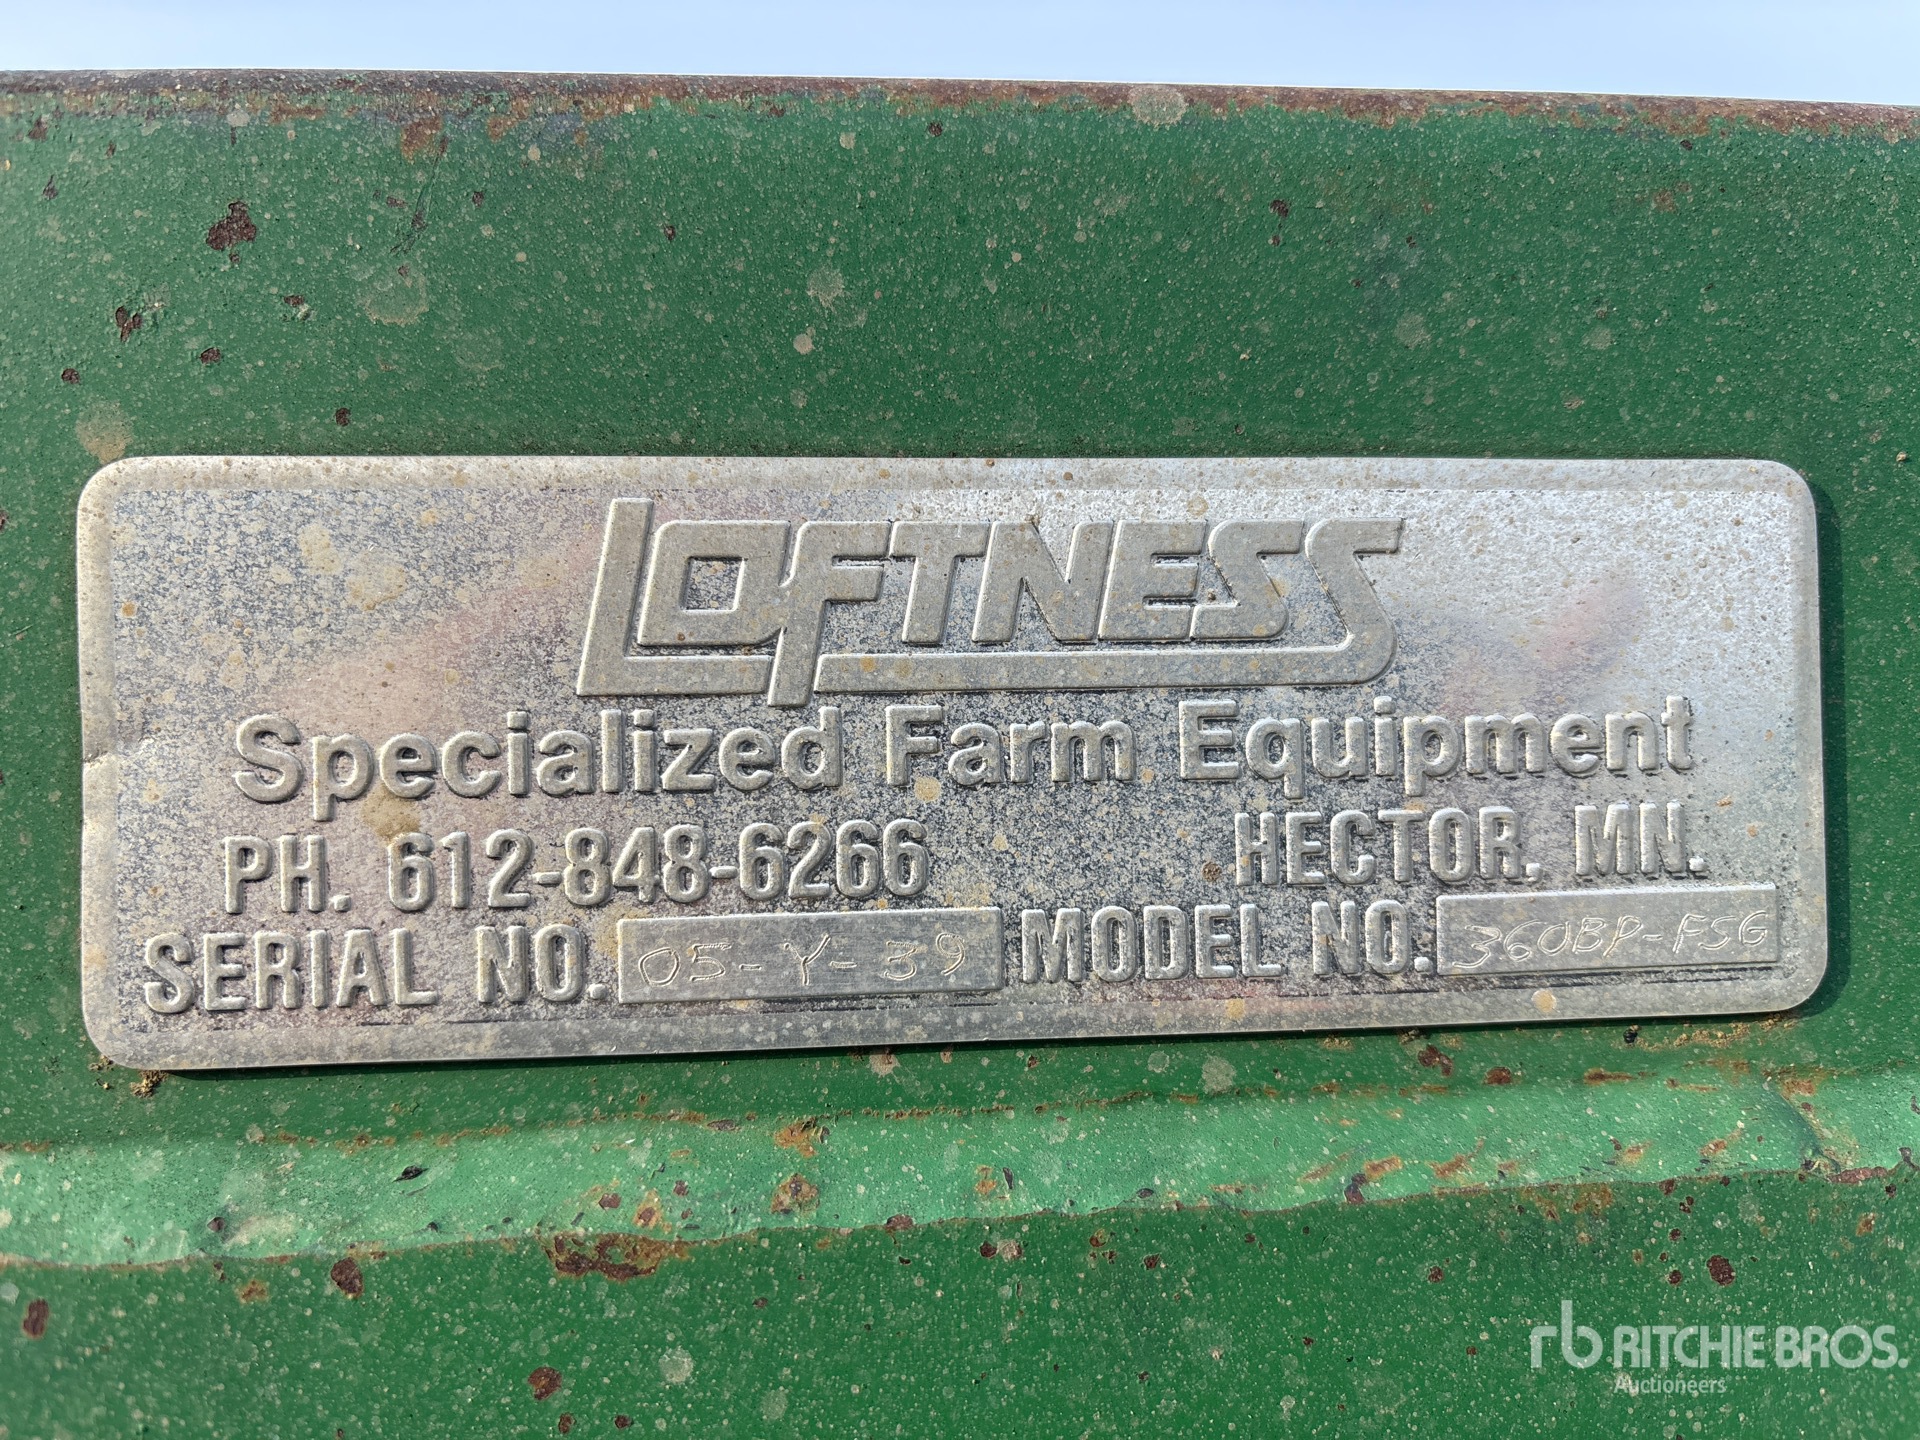 LOFTNESS
Specialized Farm Equipment
PH. 612-848-6266 HECTOR, MN.
SERIAL NO. 05-Y-39 MODEL NO. 360BP-FSG
rb RITCHIE BROS.
Auctioneers